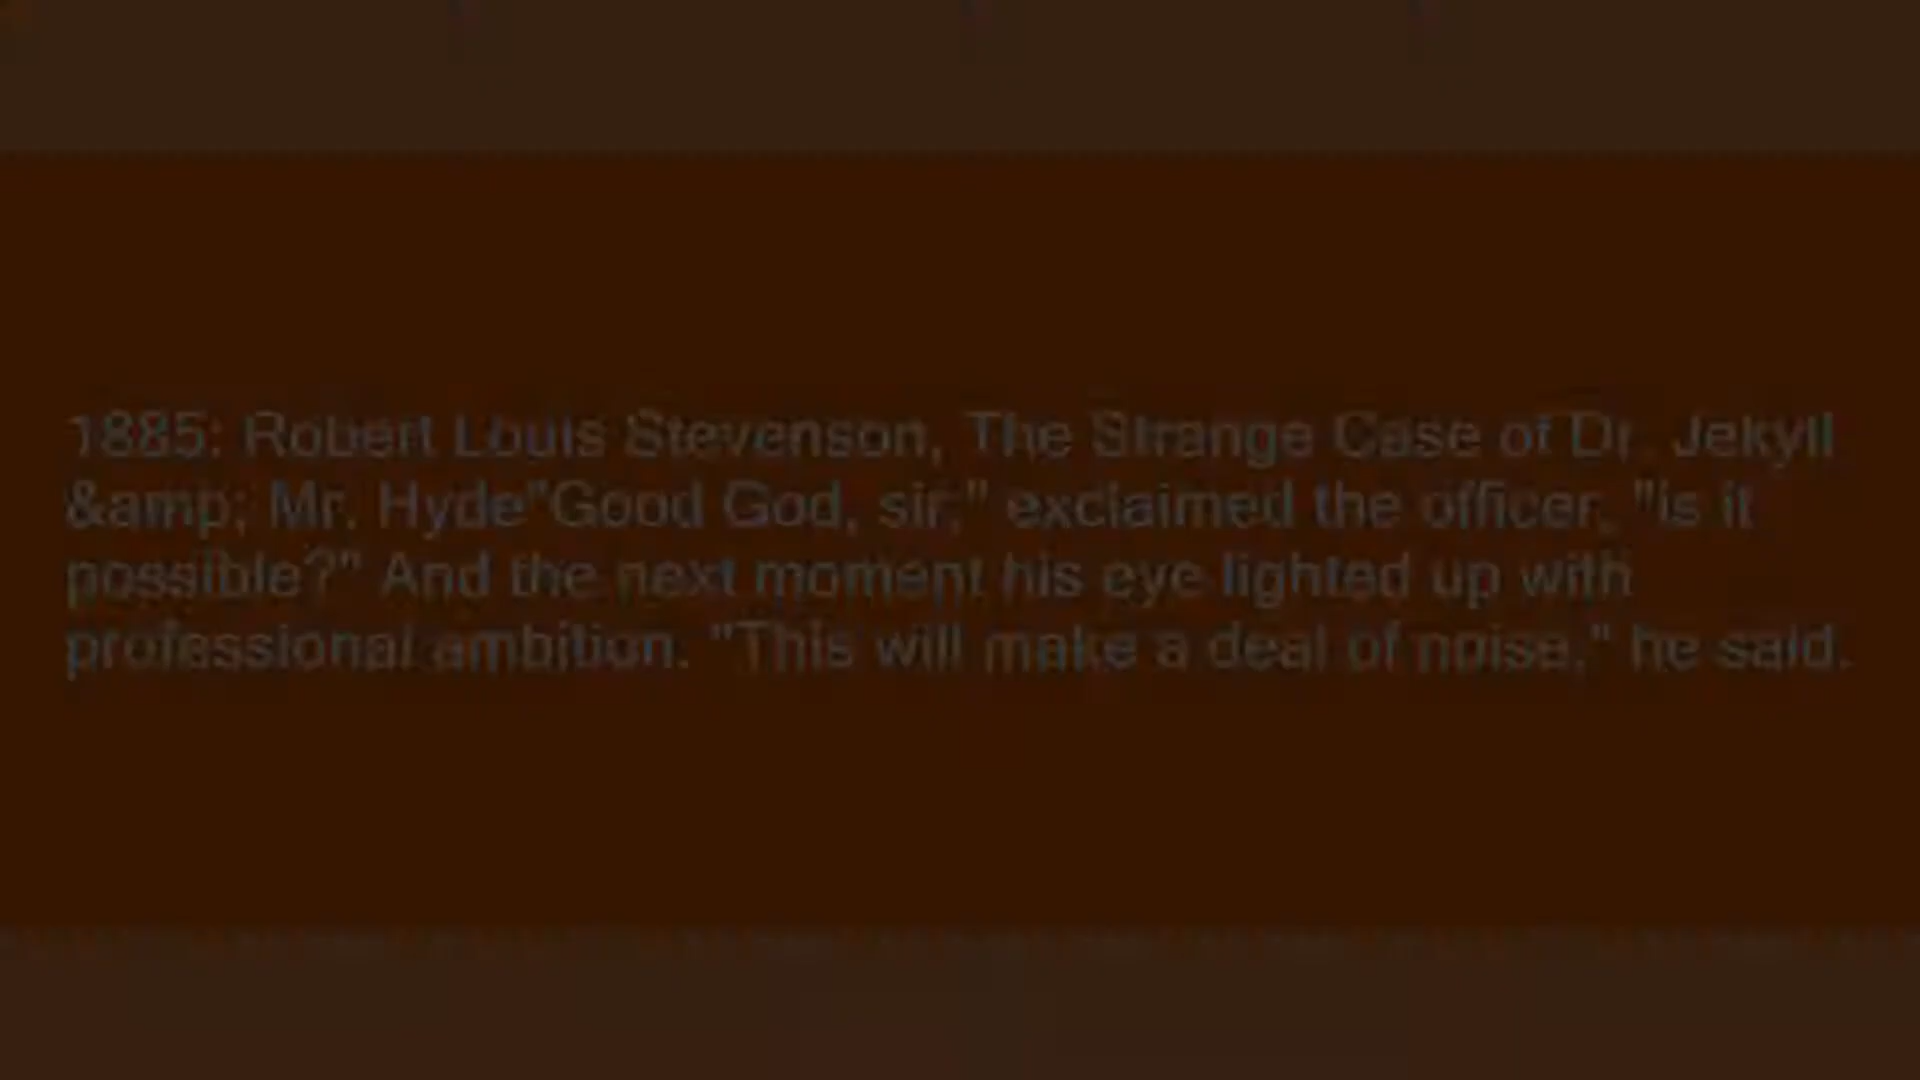 1885: Robert Louis Stevenson, The Strange Case of Dr. Jekyll
&amp; Mr. Hyde"Good God, sir," exclaimed the officer, "is it
possible?" And the next moment his eye lighted up with
professional ambition. "This will make a deal of noise," he said.